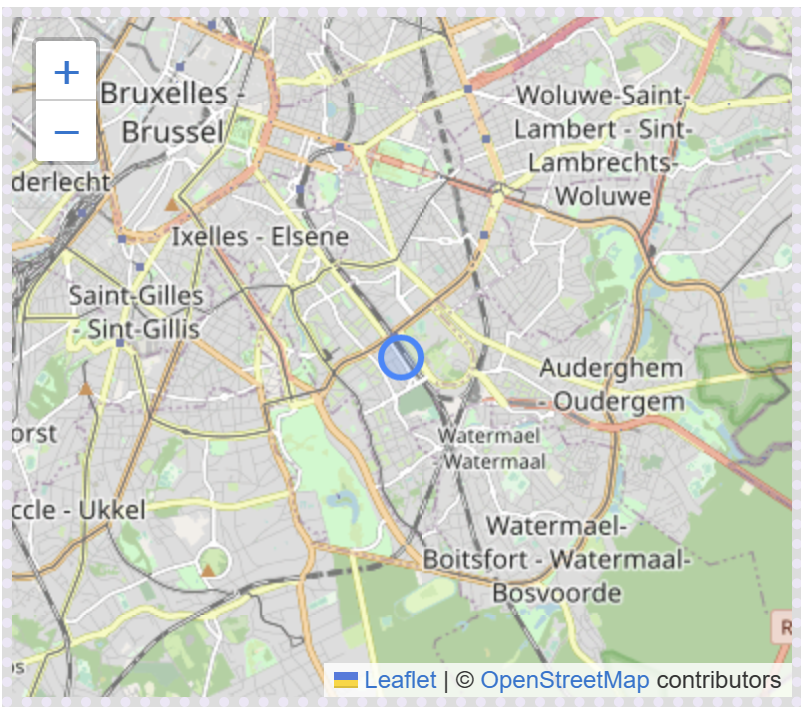 +
−
Bruxelles -
Brussel
Woluwe-Saint-
Lambert - Sint-
Lambrechts-
Woluwe
derlecht
Ixelles - Elsene
Saint-Gilles
- Sint-Gillis
Auderghem
- Oudergem
orst
Watermael
- Watermaal
ccle - Ukkel
Watermael-
Boitsfort - Watermaal-
Bosvoorde
R
os
Leaflet | © OpenStreetMap contributors